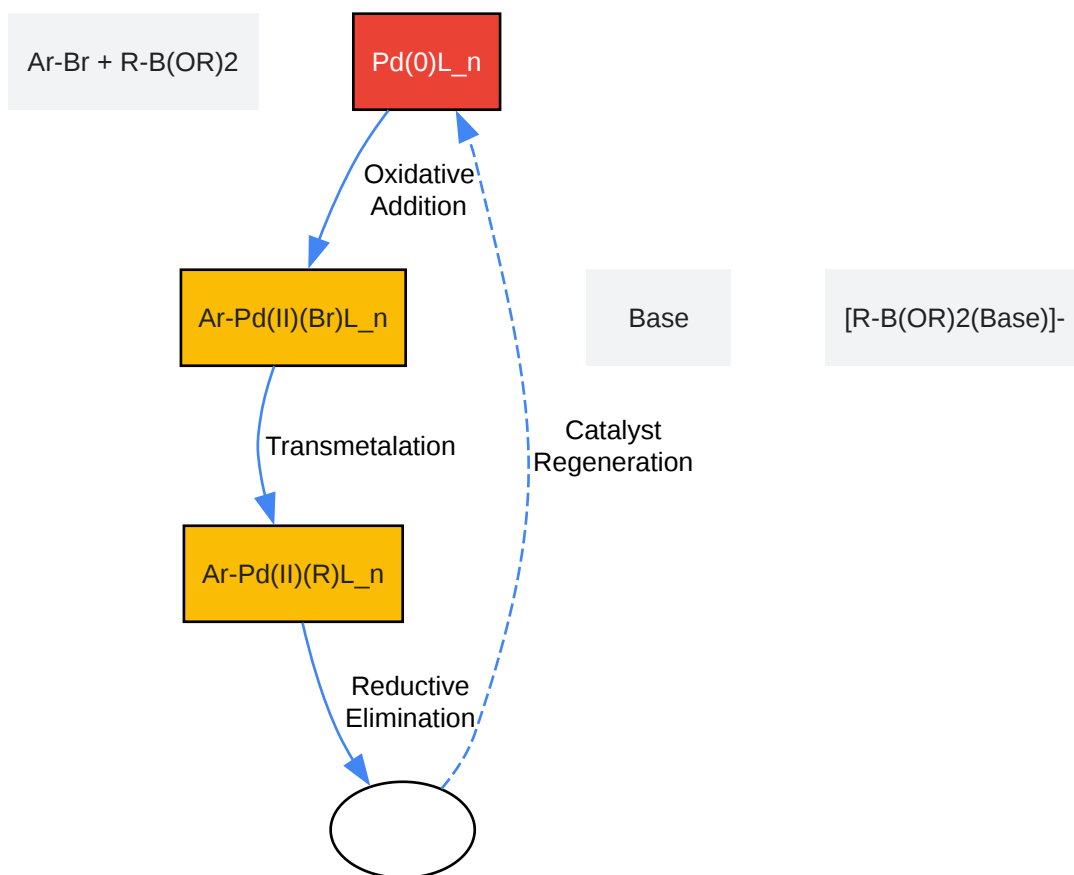 Ar-Br + R-B(OR)2
Pd(0)L_n
Oxidative
Addition
Ar-Pd(II)(Br)L_n
Base
[R-B(OR)2(Base)]-
Transmetalation
Catalyst
Regeneration
Ar-Pd(II)(R)L_n
Reductive
Elimination